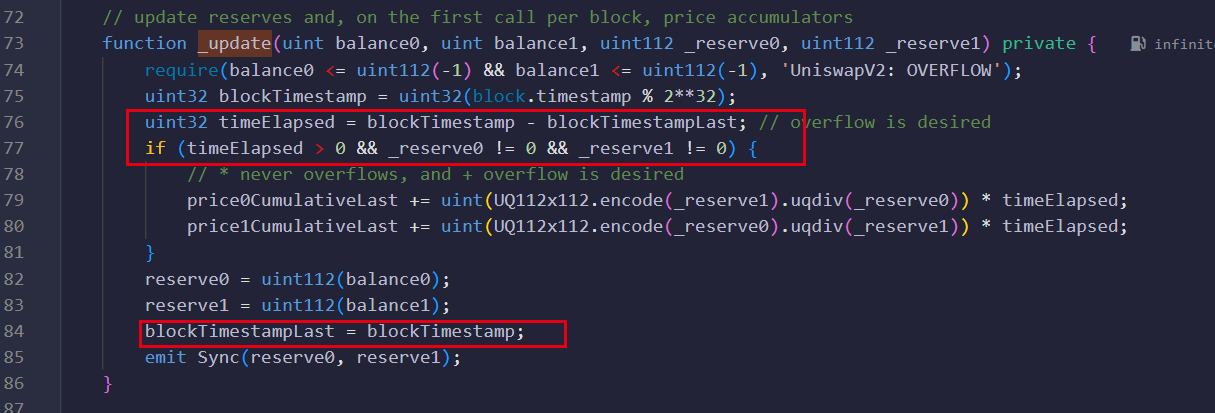 72 // update reserves and, on the first call per block, price accumulators
73 function _update(uint balance0, uint balance1, uint112 _reserve0, uint112 _reserve1) private {
74 require(balance0 <= uint112(-1) && balance1 <= uint112(-1), 'UniswapV2: OVERFLOW');
75 uint32 blockTimestamp = uint32(block.timestamp % 2**32);
76 uint32 timeElapsed = blockTimestamp - blockTimestampLast; // overflow is desired
77 if (timeElapsed > 0 && _reserve0 != 0 && _reserve1 != 0) {
78 // * never overflows, and + overflow is desired
79 price0CumulativeLast += uint(UQ112x112.encode(_reserve1).uqdiv(_reserve0)) * timeElapsed;
80 price1CumulativeLast += uint(UQ112x112.encode(_reserve0).uqdiv(_reserve1)) * timeElapsed;
81 }
82 reserve0 = uint112(balance0);
83 reserve1 = uint112(balance1);
84 blockTimestampLast = blockTimestamp;
85 emit Sync(reserve0, reserve1);
86 }
87